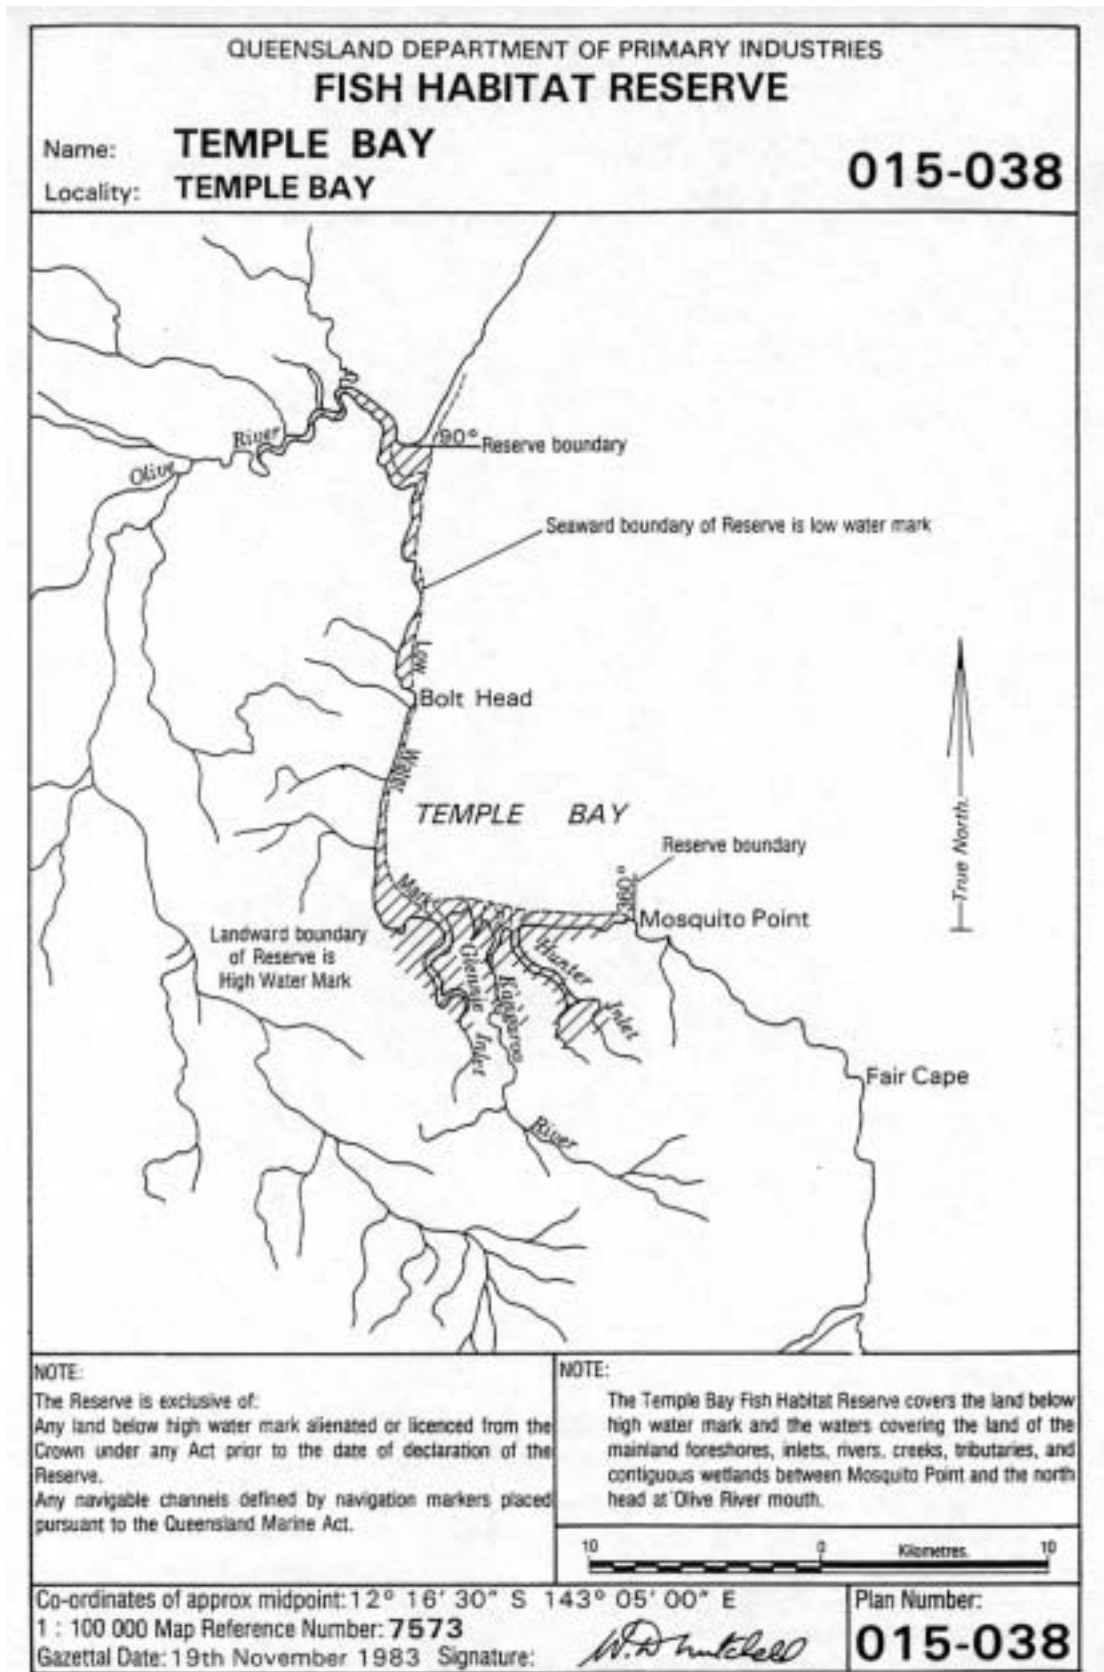 QUEENSLAND DEPARTMENT OF PRIMARY INDUSTRIES
FISH HABITAT RESERVE
Name: TEMPLE BAY
Locality: TEMPLE BAY
015-038
River
Olive
90°
Reserve boundary
Seaward boundary of Reserve is low water mark
Low
Bolt Head
Water
TEMPLE BAY
Reserve boundary
360°
True North.
Mark
Mosquito Point
Landward boundary
of Reserve is
High Water Mark
Glennie Inlet
Kangaroo
River
Hunter Inlet
Fair Cape
NOTE:
The Reserve is exclusive of:
Any land below high water mark alienated or licenced from the
Crown under any Act prior to the date of declaration of the
Reserve.
Any navigable channels defined by navigation markers placed
pursuant to the Queensland Marine Act.
NOTE:
The Temple Bay Fish Habitat Reserve covers the land below
high water mark and the waters covering the land of the
mainland foreshores, inlets, rivers, creeks, tributaries, and
contiguous wetlands between Mosquito Point and the north
head at Olive River mouth.
10 0 Kilometres. 10
Co-ordinates of approx midpoint: 12° 16' 30" S 143° 05' 00" E
1 : 100 000 Map Reference Number: 7573
Gazettal Date: 19th November 1983 Signature:
Plan Number:
015-038